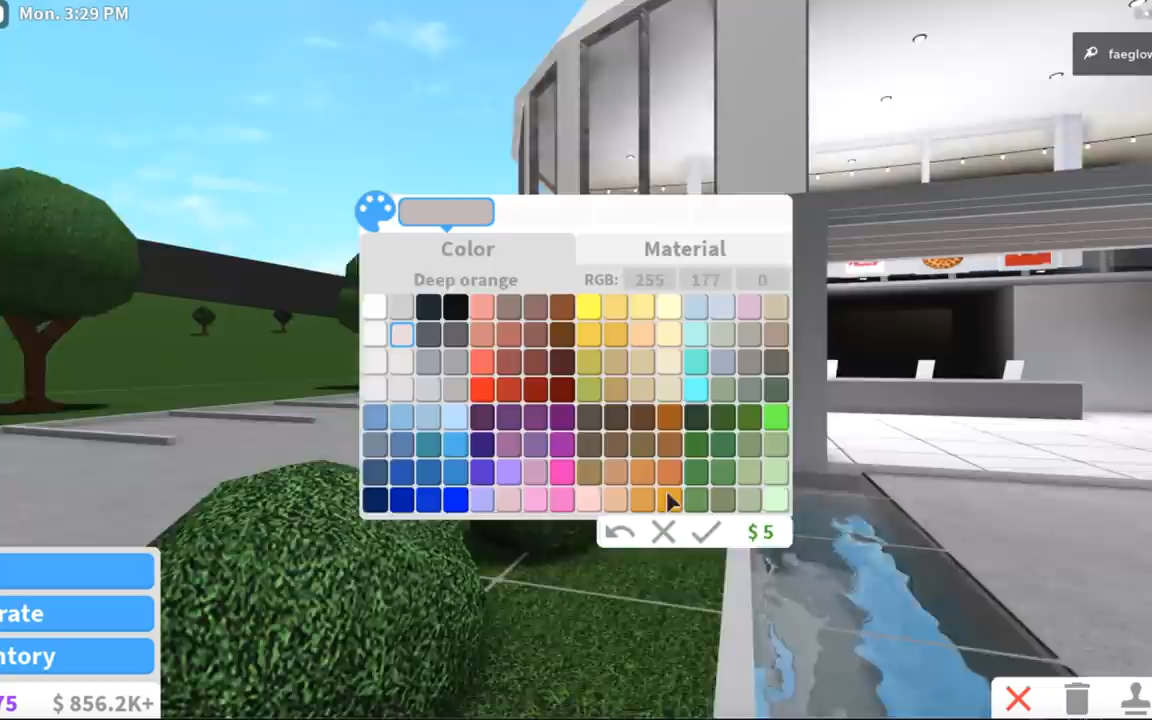 Mon. 3:29 PM
faeglow
Color
Material
Deep orange
RGB: 255 177 0
$ 5
rate
ntory
75
$ 856.2K+